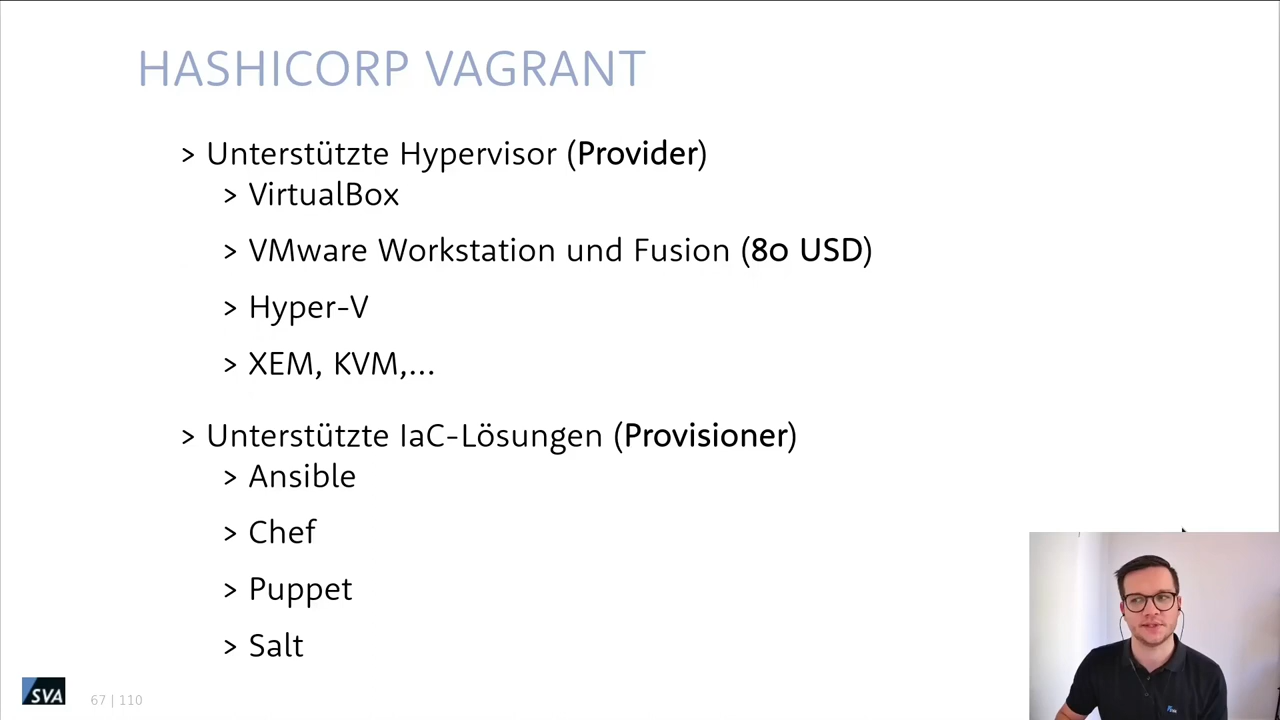 HASHICORP VAGRANT
> Unterstützte Hypervisor (Provider)
> VirtualBox
> VMware Workstation und Fusion (80 USD)
> Hyper-V
> XEM, KVM,...
> Unterstützte IaC-Lösungen (Provisioner)
> Ansible
> Chef
> Puppet
> Salt
SVA
67 | 110